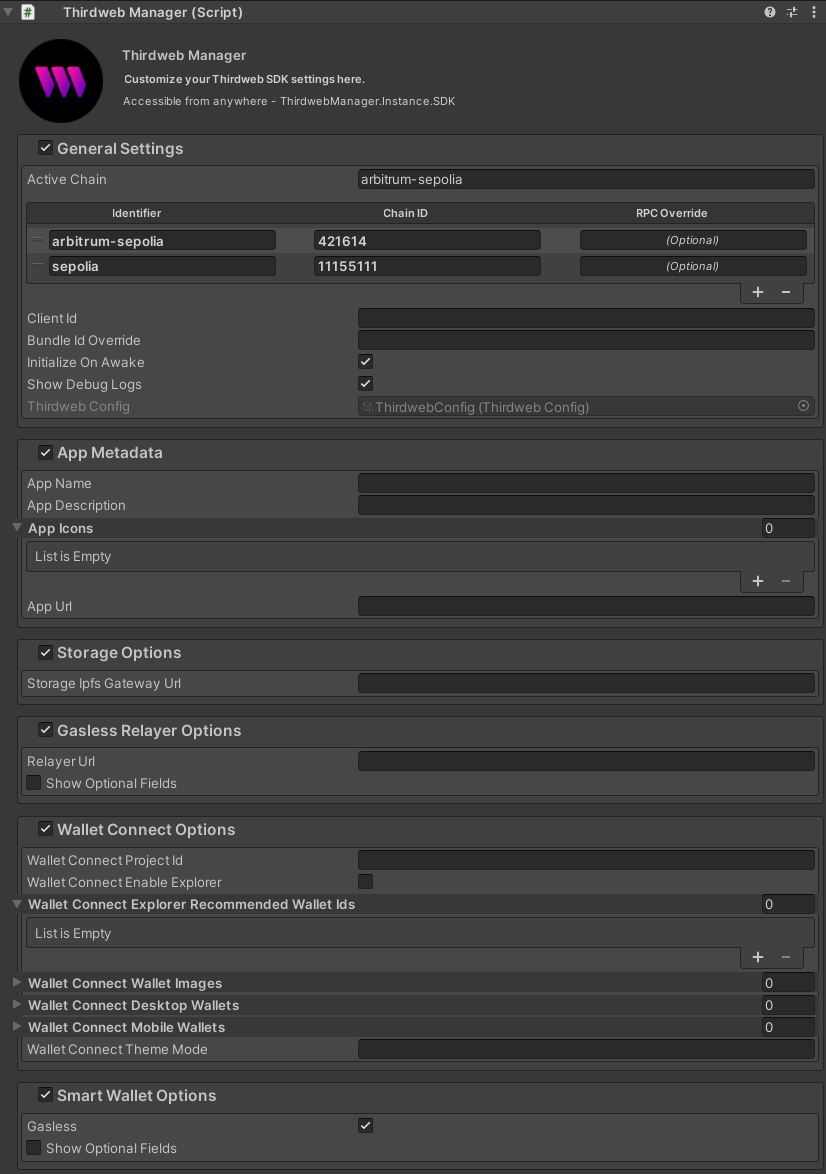 Thirdweb Manager (Script)
Thirdweb Manager
Customize your Thirdweb SDK settings here.
Accessible from anywhere - ThirdwebManager.Instance.SDK
General Settings
Active Chain arbitrum-sepolia
Identifier Chain ID RPC Override
arbitrum-sepolia 421614 (Optional)
sepolia 11155111 (Optional)
+ −
Client Id
Bundle Id Override
Initialize On Awake
Show Debug Logs
Thirdweb Config ThirdwebConfig (Thirdweb Config)
App Metadata
App Name
App Description
App Icons 0
List is Empty
+ −
App Url
Storage Options
Storage Ipfs Gateway Url
Gasless Relayer Options
Relayer Url
Show Optional Fields
Wallet Connect Options
Wallet Connect Project Id
Wallet Connect Enable Explorer
Wallet Connect Explorer Recommended Wallet Ids 0
List is Empty
+ −
Wallet Connect Wallet Images 0
Wallet Connect Desktop Wallets 0
Wallet Connect Mobile Wallets 0
Wallet Connect Theme Mode
Smart Wallet Options
Gasless
Show Optional Fields